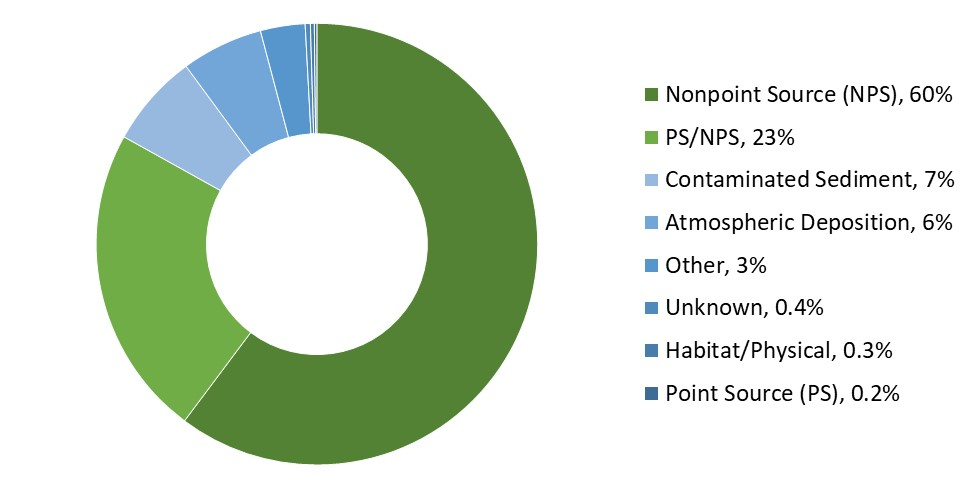 Nonpoint Source (NPS), 60%
PS/NPS, 23%
Contaminated Sediment, 7%
Atmospheric Deposition, 6%
Other, 3%
Unknown, 0.4%
Habitat/Physical, 0.3%
Point Source (PS), 0.2%